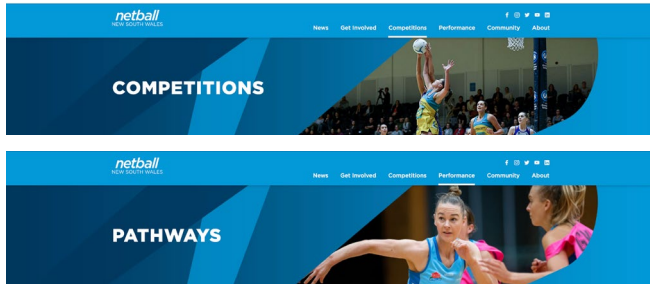 netball
NEW SOUTH WALES
News Get Involved Competitions Performance Community About
COMPETITIONS
netball
NEW SOUTH WALES
News Get Involved Competitions Performance Community About
PATHWAYS